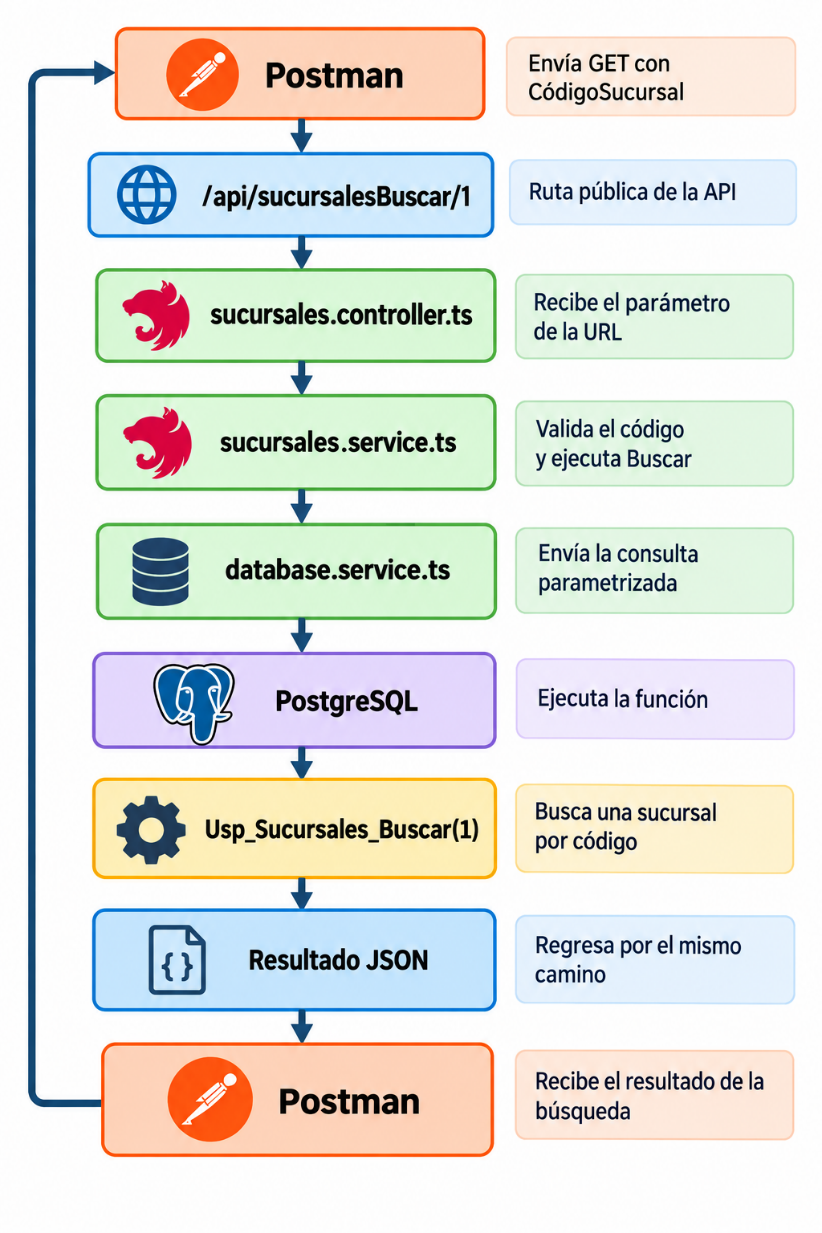 Postman
Envía GET con
CódigoSucursal
/api/sucursalesBuscar/1
Ruta pública de la API
sucursales.controller.ts
Recibe el parámetro
de la URL
sucursales.service.ts
Valida el código
y ejecuta Buscar
database.service.ts
Envía la consulta
parametrizada
PostgreSQL
Ejecuta la función
Usp_Sucursales_Buscar(1)
Busca una sucursal
por código
{ }
Resultado JSON
Regresa por el mismo
camino
Postman
Recibe el resultado de la
búsqueda